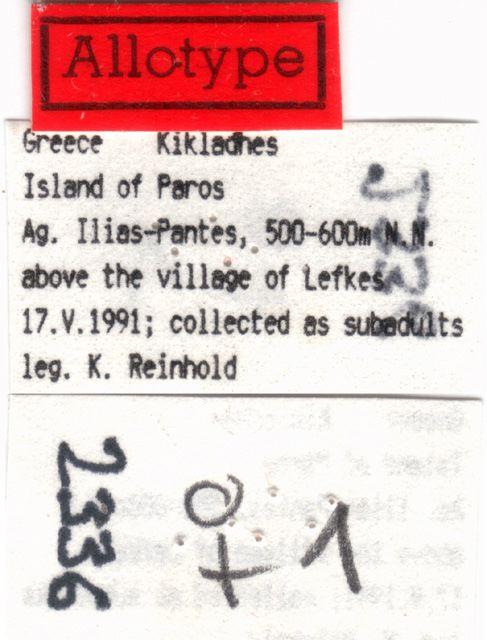 Allotype
Greece Kikladhes
Island of Paros
Ag. Ilias-Pantes, 500-600m N.N.
above the village of Lefkes
17.V.1991; collected as subadults
leg. K. Reinhold
2336
♀ 1